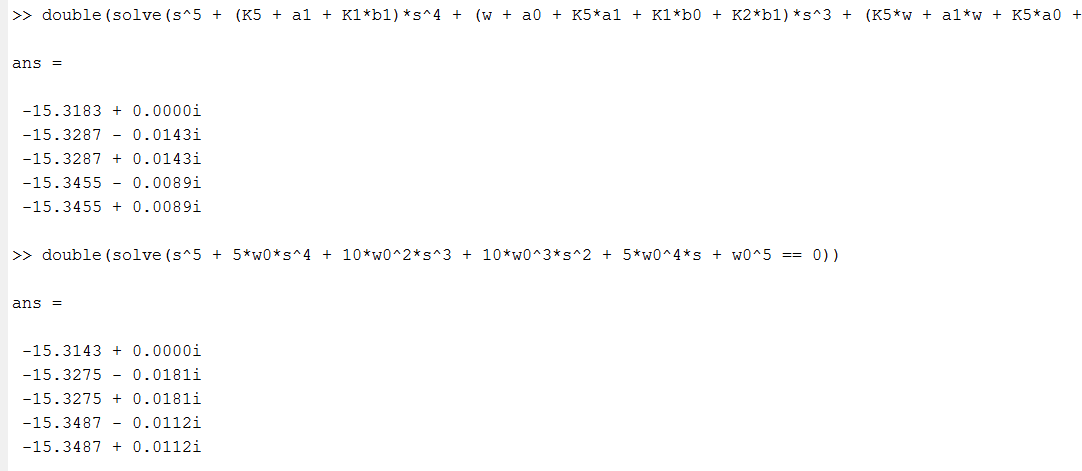 >> double(solve(s^5 + (K5 + a1 + K1*b1)*s^4 + (w + a0 + K5*a1 + K1*b0 + K2*b1)*s^3 + (K5*w + a1*w + K5*a0 +
ans =
-15.3183 + 0.0000i
-15.3287 - 0.0143i
-15.3287 + 0.0143i
-15.3455 - 0.0089i
-15.3455 + 0.0089i
>> double(solve(s^5 + 5*w0*s^4 + 10*w0^2*s^3 + 10*w0^3*s^2 + 5*w0^4*s + w0^5 == 0))
ans =
-15.3143 + 0.0000i
-15.3275 - 0.0181i
-15.3275 + 0.0181i
-15.3487 - 0.0112i
-15.3487 + 0.0112i